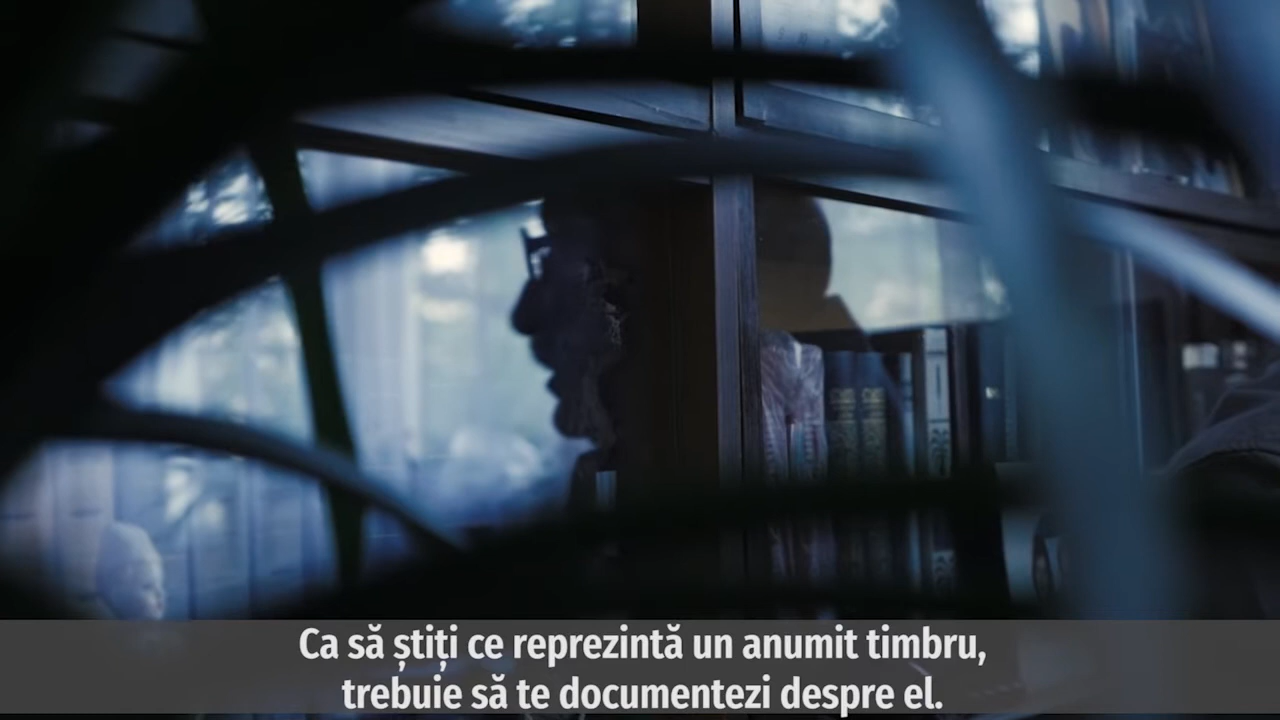 Ca să știți ce reprezintă un anumit timbru,
trebuie să te documentezi despre el.